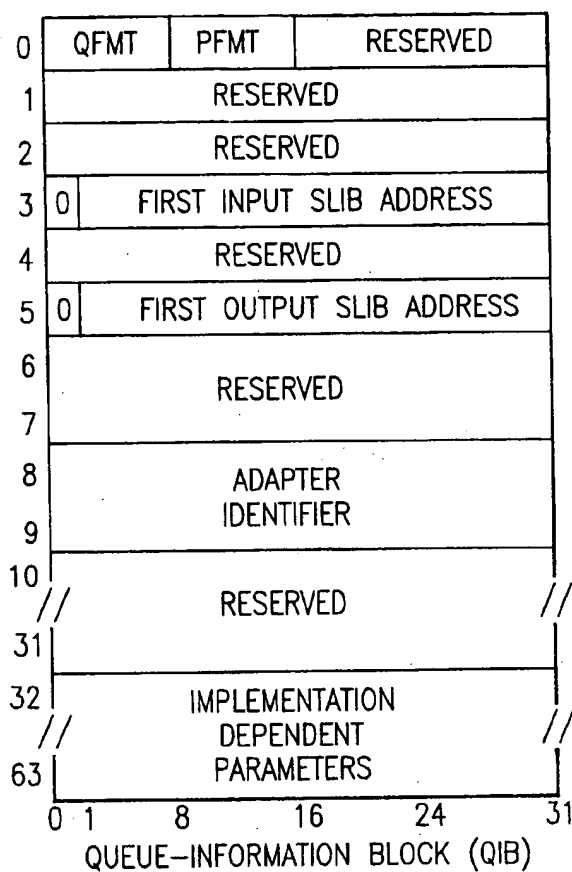 0 QFMT PFMT RESERVED
1 RESERVED
2 RESERVED
3 0 FIRST INPUT SLIB ADDRESS
4 RESERVED
5 0 FIRST OUTPUT SLIB ADDRESS
6
RESERVED
7
8 ADAPTER
IDENTIFIER
9
10
// RESERVED //
31
32 IMPLEMENTATION
// DEPENDENT //
63 PARAMETERS
0 1 8 16 24 31
QUEUE-INFORMATION BLOCK (QIB)